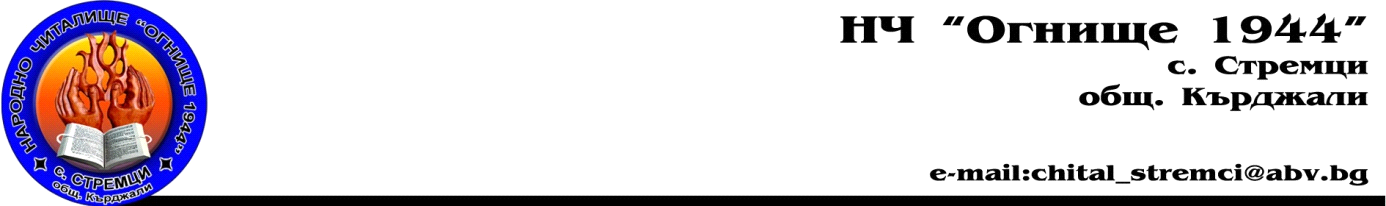 НАРОДНО ЧИТАЛИЩЕ "ОГНИЩЕ 1944"
с. СТРЕМЦИ
общ. Кърджали
НЧ "Огнище 1944"
с. Стремци
общ. Кърджали
e-mail:chital_stremci@abv.bg